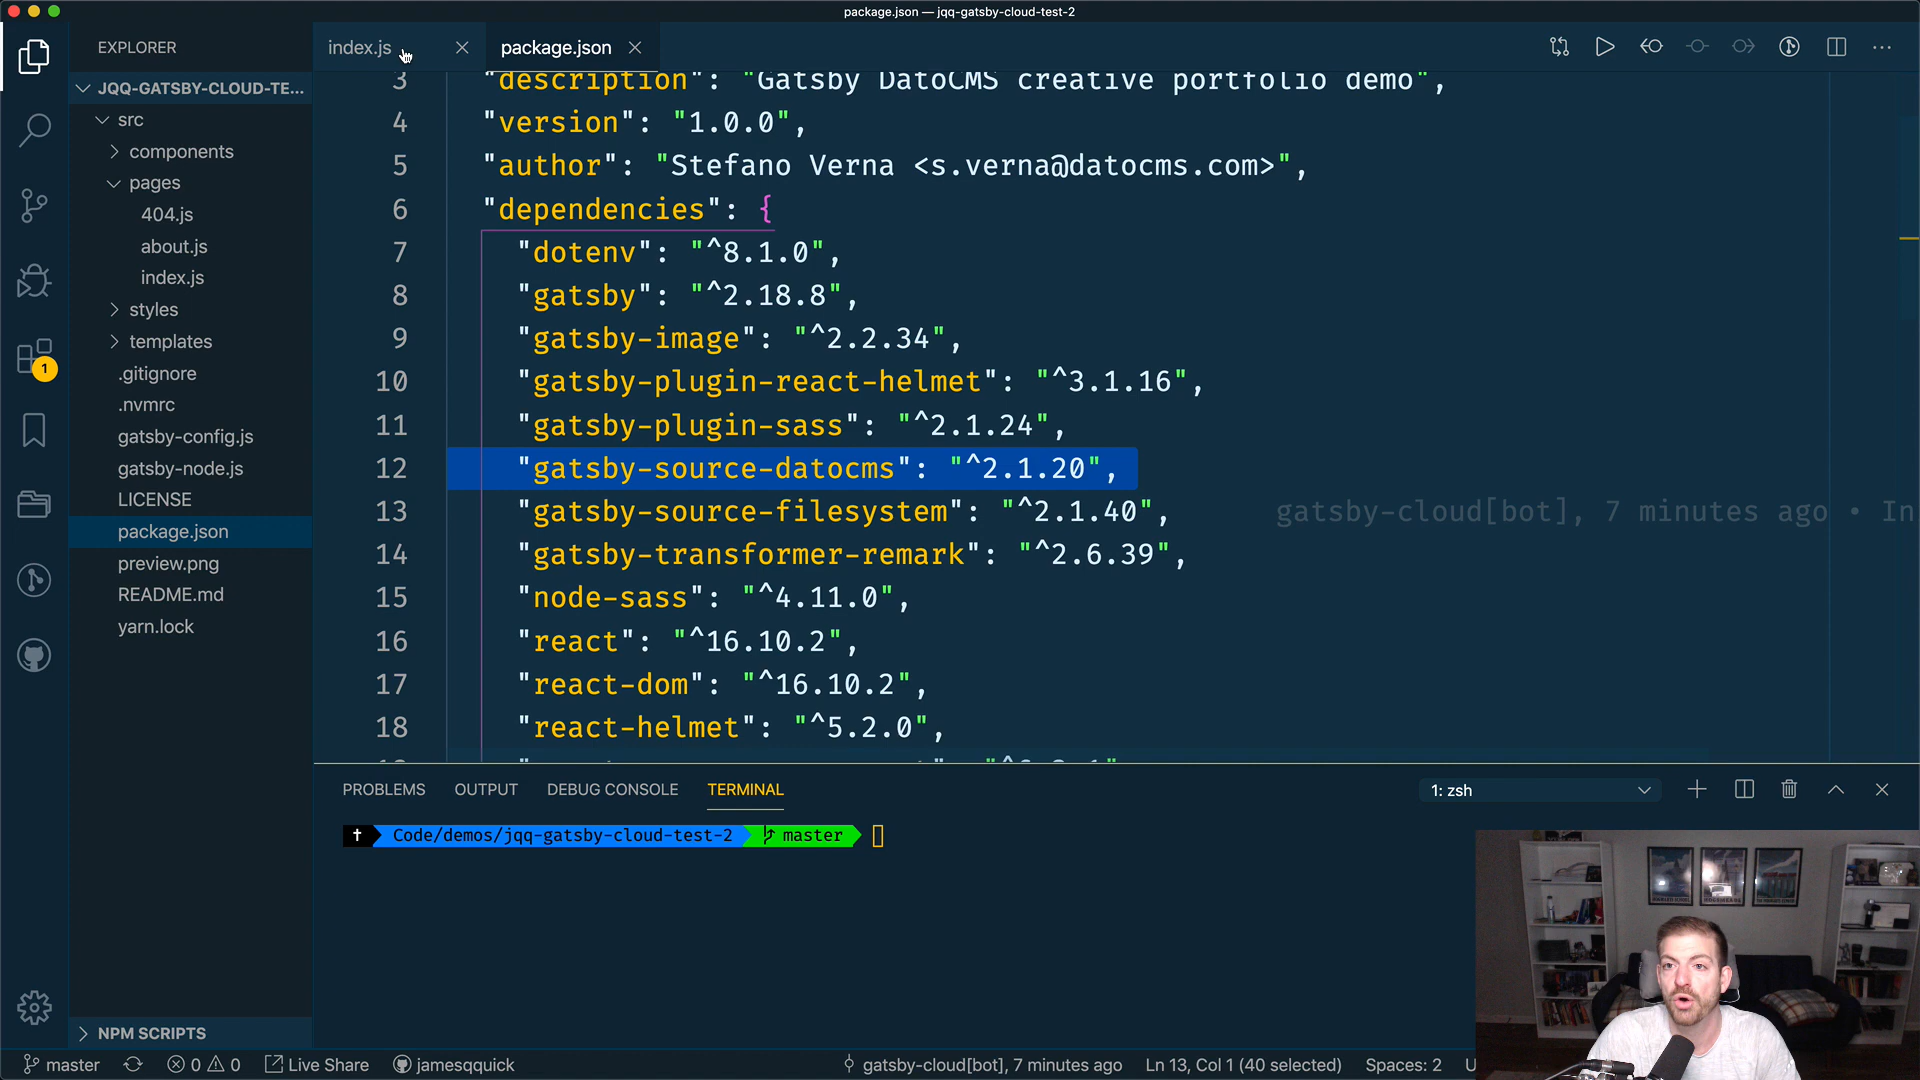 package.json — jqq-gatsby-cloud-test-2
EXPLORER
JQQ-GATSBY-CLOUD-TE...
src
components
pages
404.js
about.js
index.js
styles
templates
.gitignore
.nvmrc
gatsby-config.js
gatsby-node.js
LICENSE
package.json
preview.png
README.md
yarn.lock
NPM SCRIPTS
1
index.js
package.json
3 "description": "Gatsby DatoCMS creative portfolio demo",
4 "version": "1.0.0",
5 "author": "Stefano Verna <s.verna@datocms.com>",
6 "dependencies": {
7 "dotenv": "^8.1.0",
8 "gatsby": "^2.18.8",
9 "gatsby-image": "^2.2.34",
10 "gatsby-plugin-react-helmet": "^3.1.16",
11 "gatsby-plugin-sass": "^2.1.24",
12 "gatsby-source-datocms": "^2.1.20",
13 "gatsby-source-filesystem": "^2.1.40", gatsby-cloud[bot], 7 minutes ago • In
14 "gatsby-transformer-remark": "^2.6.39",
15 "node-sass": "^4.11.0",
16 "react": "^16.10.2",
17 "react-dom": "^16.10.2",
18 "react-helmet": "^5.2.0",
PROBLEMS OUTPUT DEBUG CONSOLE TERMINAL
1: zsh
† Code/demos/jqq-gatsby-cloud-test-2 master
master 0 0 Live Share jamesqquick gatsby-cloud[bot], 7 minutes ago Ln 13, Col 1 (40 selected) Spaces: 2 U